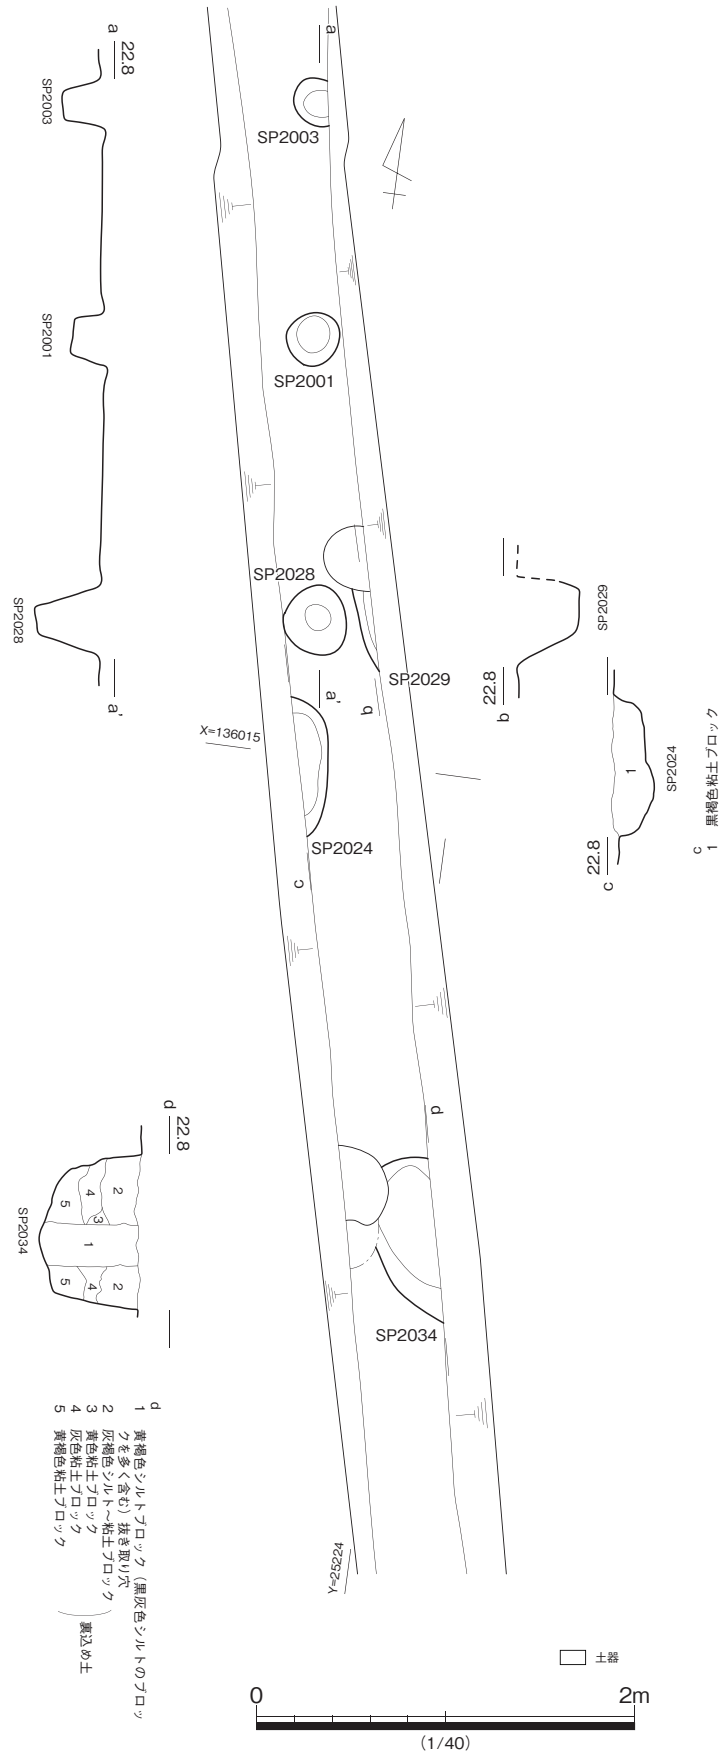 a
22.8
SP2003
SP2001
SP2028
a'
a
SP2003
SP2001
SP2028
SP2029
a'
b
X=136015
SP2024
c
d
SP2034
Y=25224
22.8
b
SP2029
22.8
c
SP2024
1
c
1 黒褐色粘土ブロック
d
22.8
SP2034
5
4
2
3
1
5
4
2
d
1 黄褐色シルトブロック（黒灰色シルトのブロッ
クを多く含む）抜き取り穴
2 灰褐色シルト～粘土ブロック
3 黄色粘土ブロック
4 灰色粘土ブロック
5 黄褐色粘土ブロック
裏込め土
土器
0
2m
(1/40)